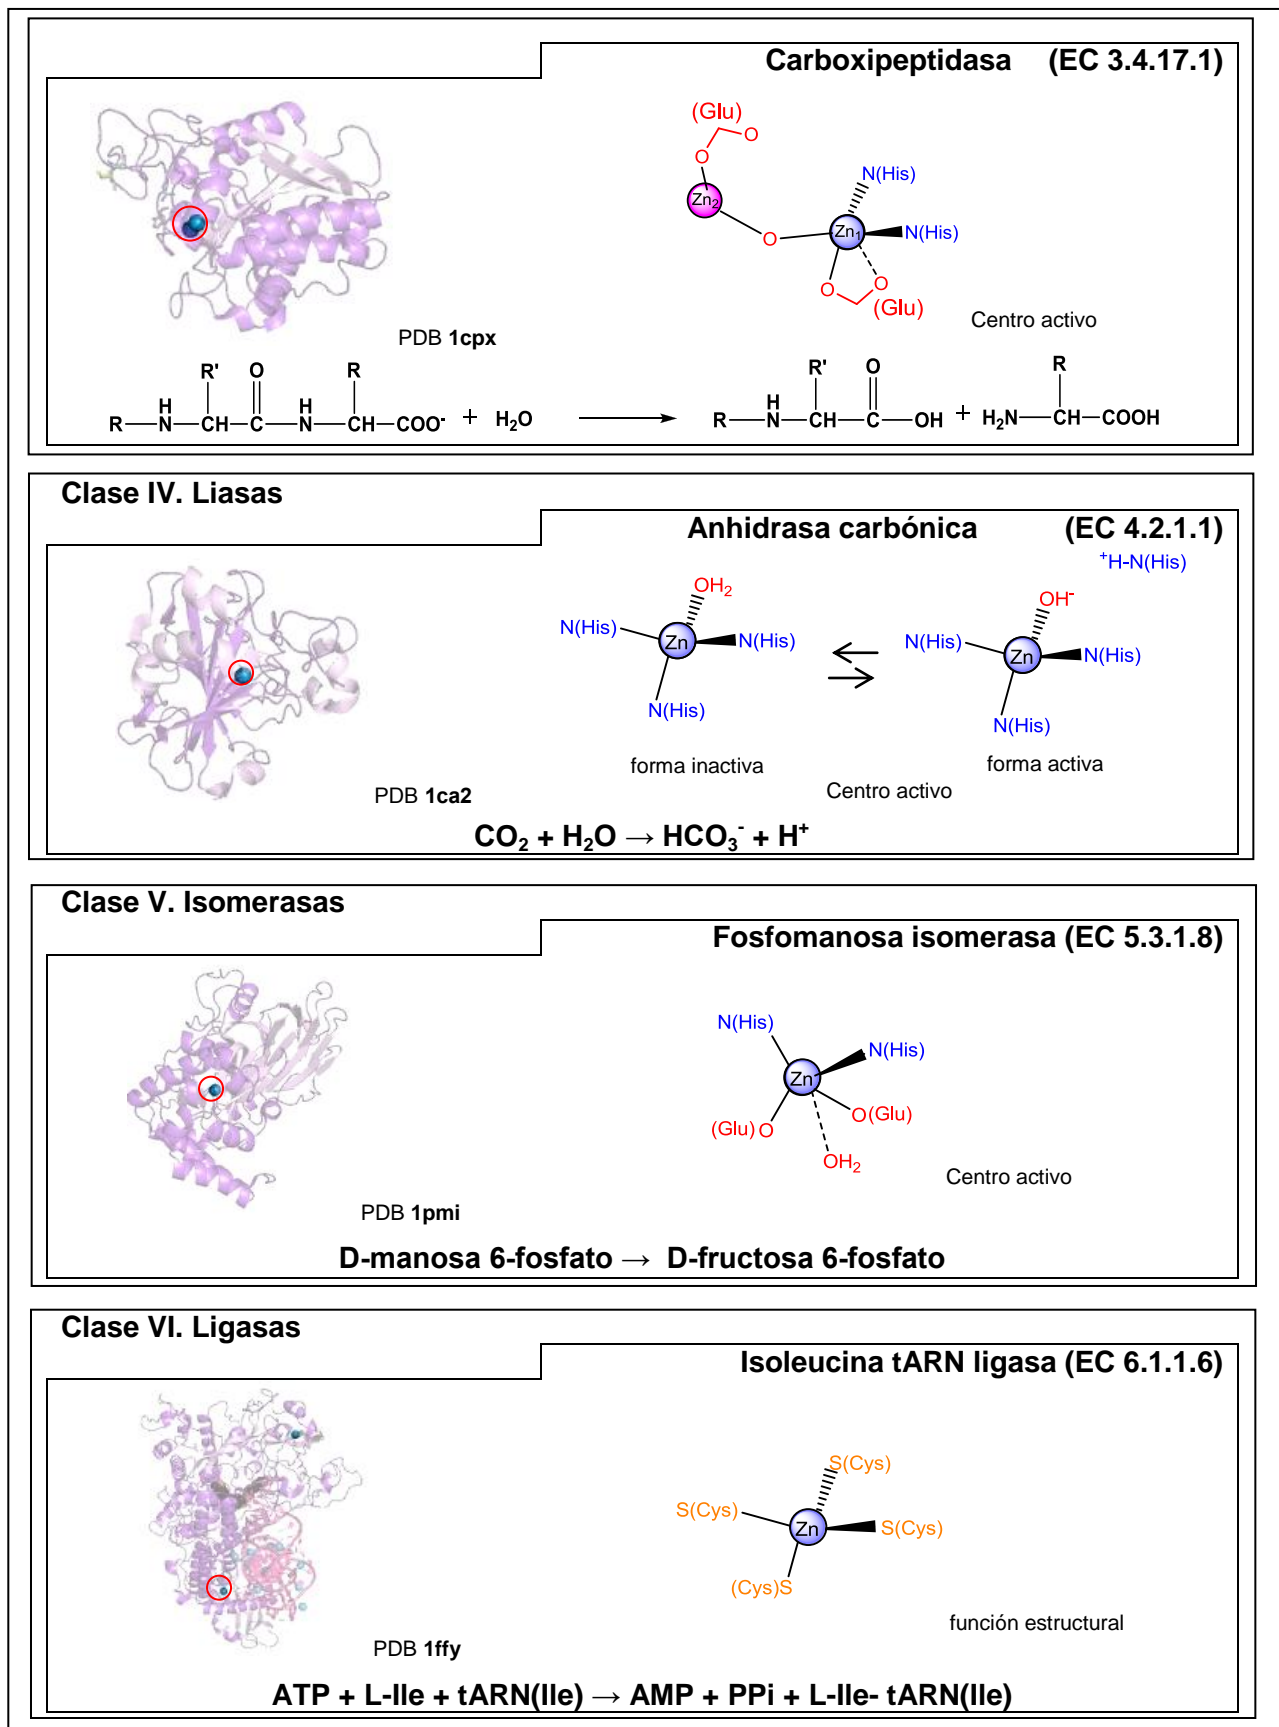 Carboxipeptidasa (EC 3.4.17.1)
(Glu)
O
O
Zn2
O
Zn1
N(His)
N(His)
O
O
(Glu)
Centro activo
PDB 1cpx
R—N(H)—CH(R')—C(=O)—N(H)—CH(R)—COO- + H2O → R—N(H)—CH(R')—C(=O)—OH + H2N—CH(R)—COOH
Clase IV. Liasas
Anhidrasa carbónica (EC 4.2.1.1)
+H-N(His)
OH2
N(His)
Zn
N(His)
N(His)
forma inactiva
OH-
N(His)
Zn
N(His)
N(His)
forma activa
Centro activo
PDB 1ca2
CO2 + H2O → HCO3- + H+
Clase V. Isomerasas
Fosfomanosa isomerasa (EC 5.3.1.8)
N(His)
N(His)
Zn
(Glu)O
O(Glu)
OH2
Centro activo
PDB 1pmi
D-manosa 6-fosfato → D-fructosa 6-fosfato
Clase VI. Ligasas
Isoleucina tARN ligasa (EC 6.1.1.6)
S(Cys)
S(Cys)
Zn
S(Cys)
(Cys)S
función estructural
PDB 1ffy
ATP + L-Ile + tARN(Ile) → AMP + PPi + L-Ile- tARN(Ile)